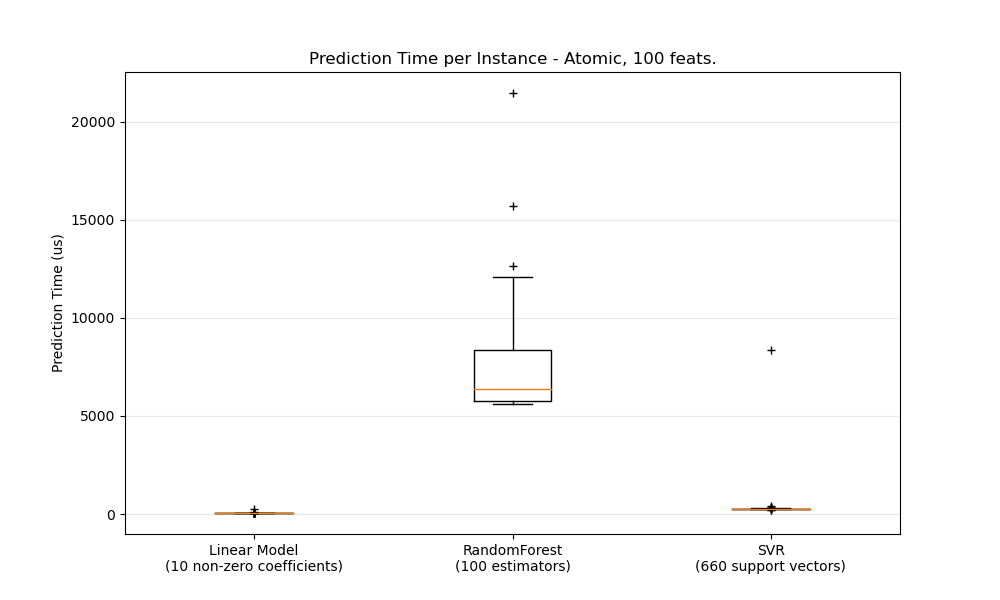 Prediction Time per Instance - Atomic, 100 feats.
Prediction Time (us)
20000
15000
10000
5000
0
Linear Model
(10 non-zero coefficients)
RandomForest
(100 estimators)
SVR
(660 support vectors)